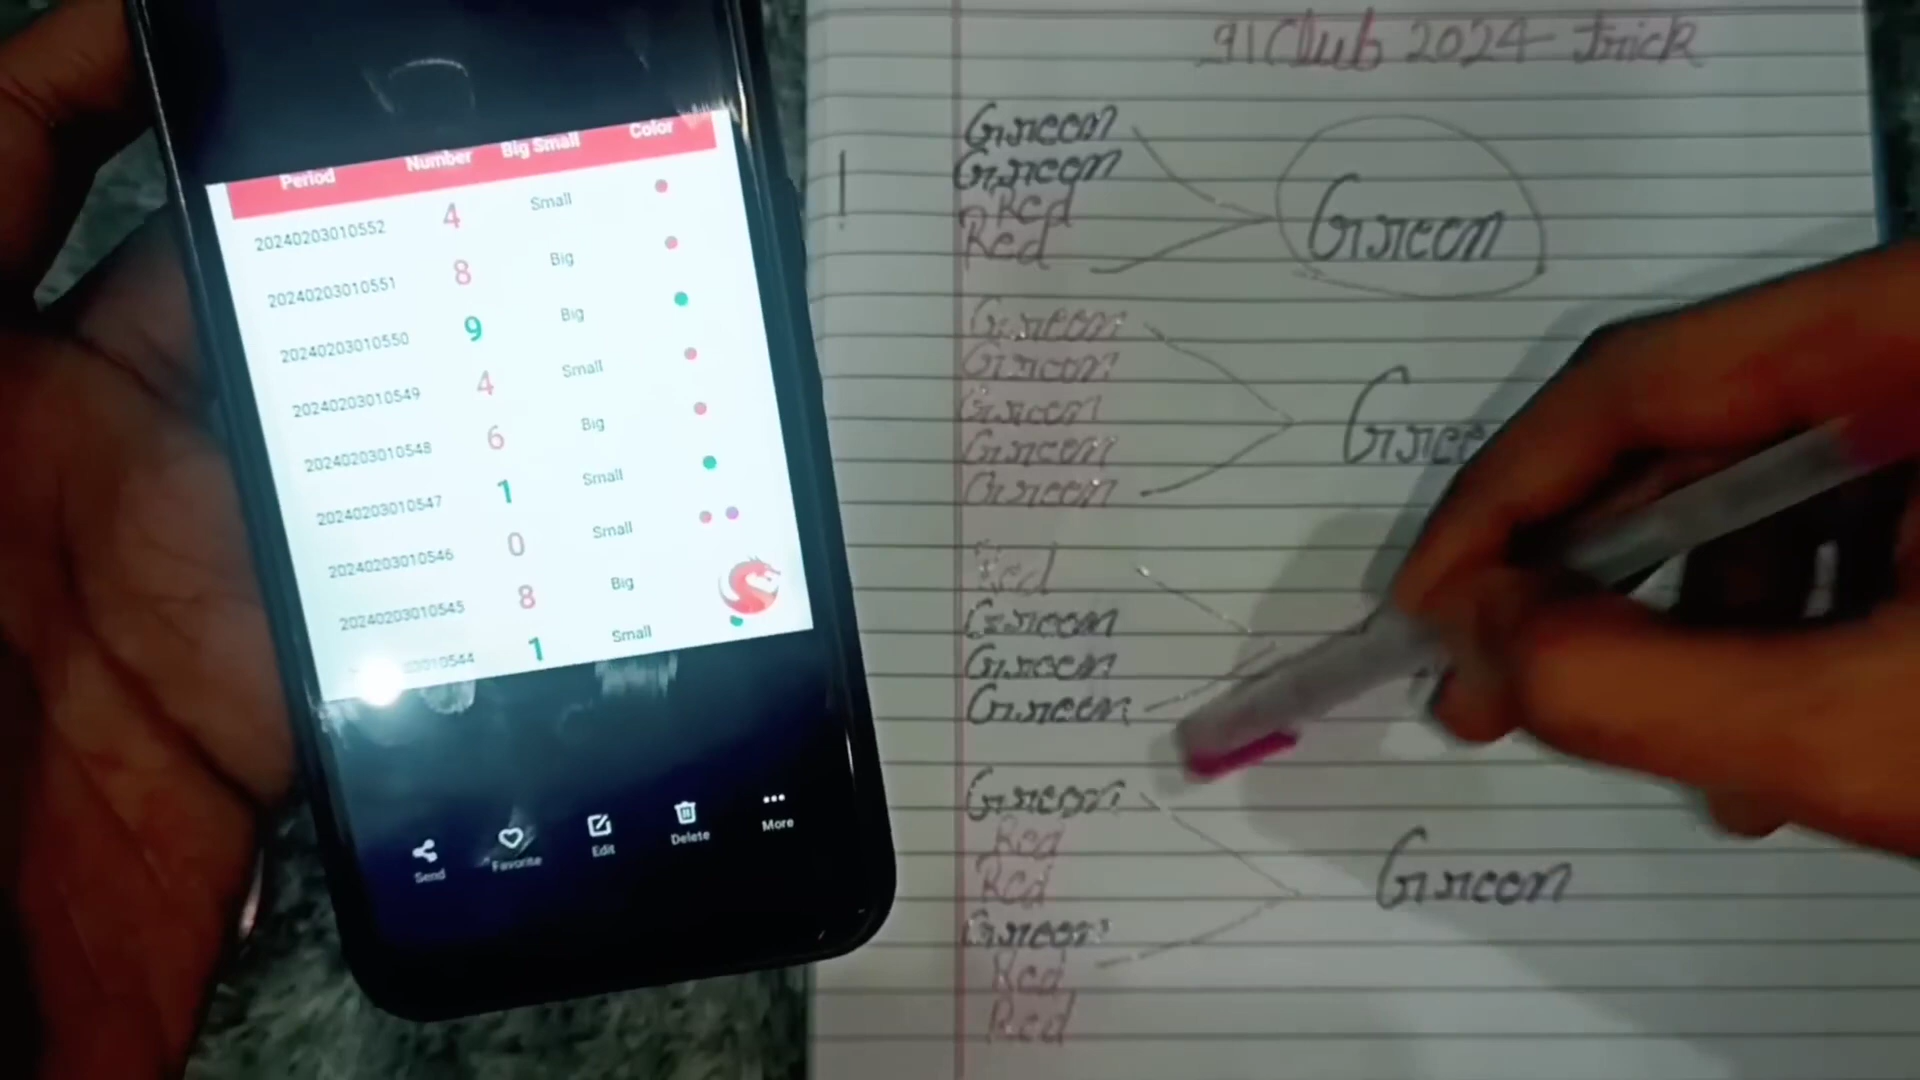 Period Number Big Small Color
20240203010552 4 Small
20240203010551 8 Big
20240203010550 9 Big
20240203010549 4 Small
20240203010548 6 Big
20240203010547 1 Small
20240203010546 0 Small
20240203010545 8 Big
010544 1 Small
Send Favorite Edit Delete More
91Club 2024 trick
Green
Green
Red
Red
Green
Green
Green
Green
Green
Green
Green
Red
Green
Green
Green
Green
Red
Red
Green
Red
Red
Green